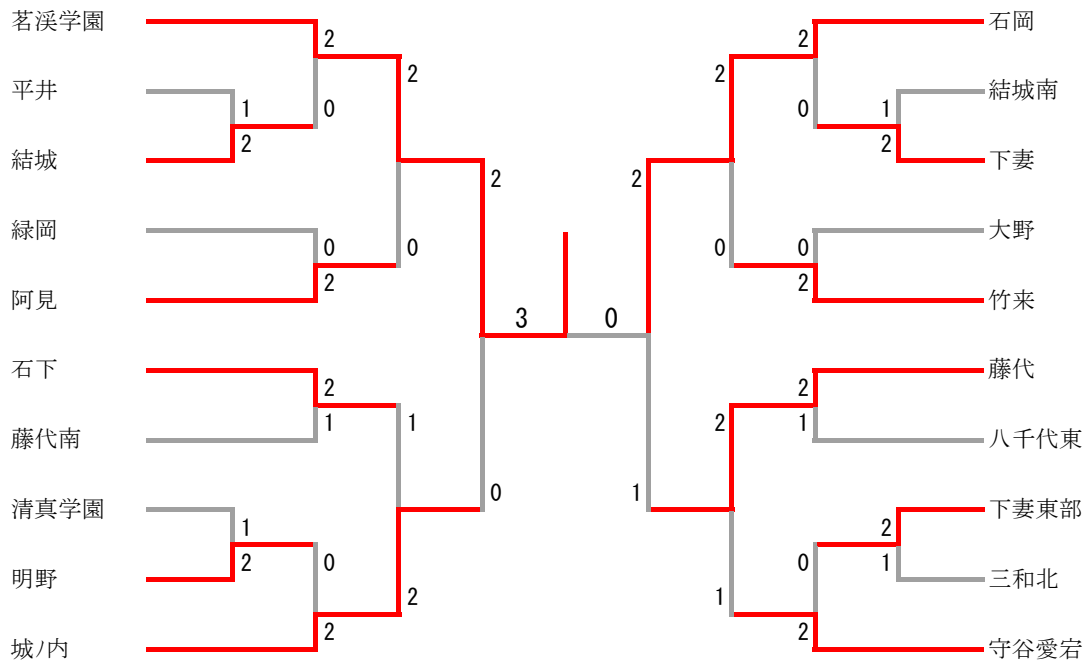 茗渓学園
石岡
2
2
2
2
平井
結城南
1
0
0
1
2
2
結城
下妻
2
2
緑岡
大野
0
0
0
0
2
2
阿見
竹来
3
0
石下
藤代
2
2
1
1
2
1
藤代南
八千代東
0
1
清真学園
下妻東部
1
2
2
0
0
1
明野
三和北
2
1
2
2
城ノ内
守谷愛宕